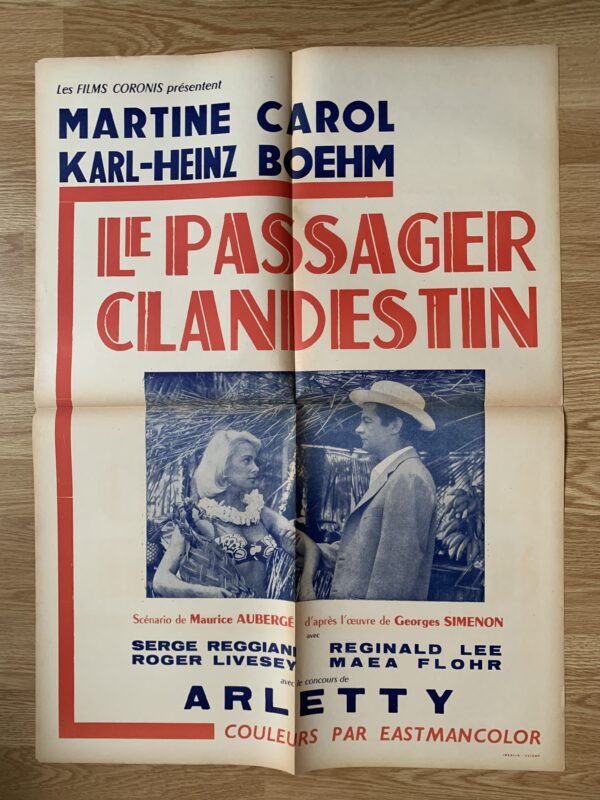 Les FILMS CORONIS présentent
MARTINE CAROL
KARL-HEINZ BOEHM
LE PASSAGER
CLANDESTIN
Scénario de Maurice AUBERGÉ d'après l'œuvre de Georges SIMENON
avec
SERGE REGGIANI REGINALD LEE
ROGER LIVESEY MAEA FLOHR
avec le concours de
ARLETTY
COULEURS PAR EASTMANCOLOR